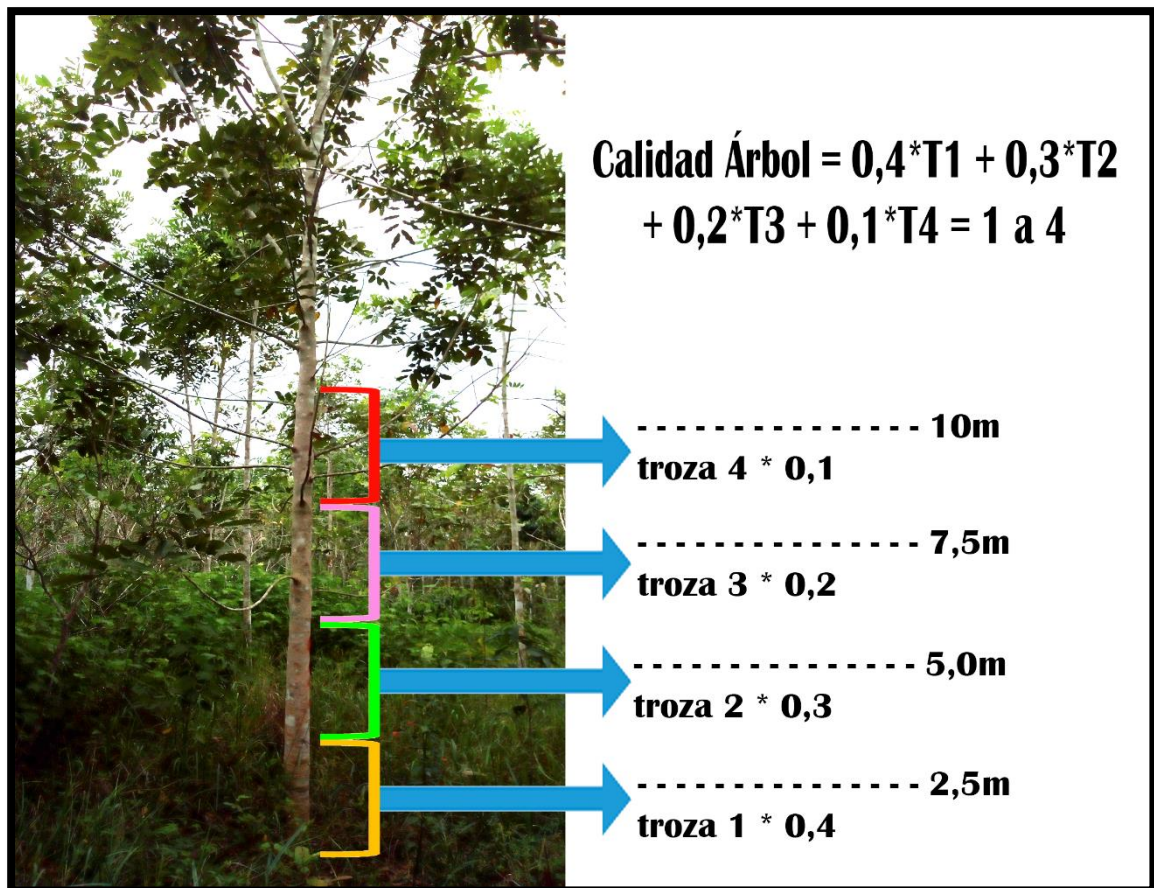 Calidad Árbol = 0,4*T1 + 0,3*T2
+ 0,2*T3 + 0,1*T4 = 1 a 4
- - - - - - - - - - - - - - - 10m
troza 4 * 0,1
- - - - - - - - - - - - - - - 7,5m
troza 3 * 0,2
- - - - - - - - - - - - - - - 5,0m
troza 2 * 0,3
- - - - - - - - - - - - - - - 2,5m
troza 1 * 0,4